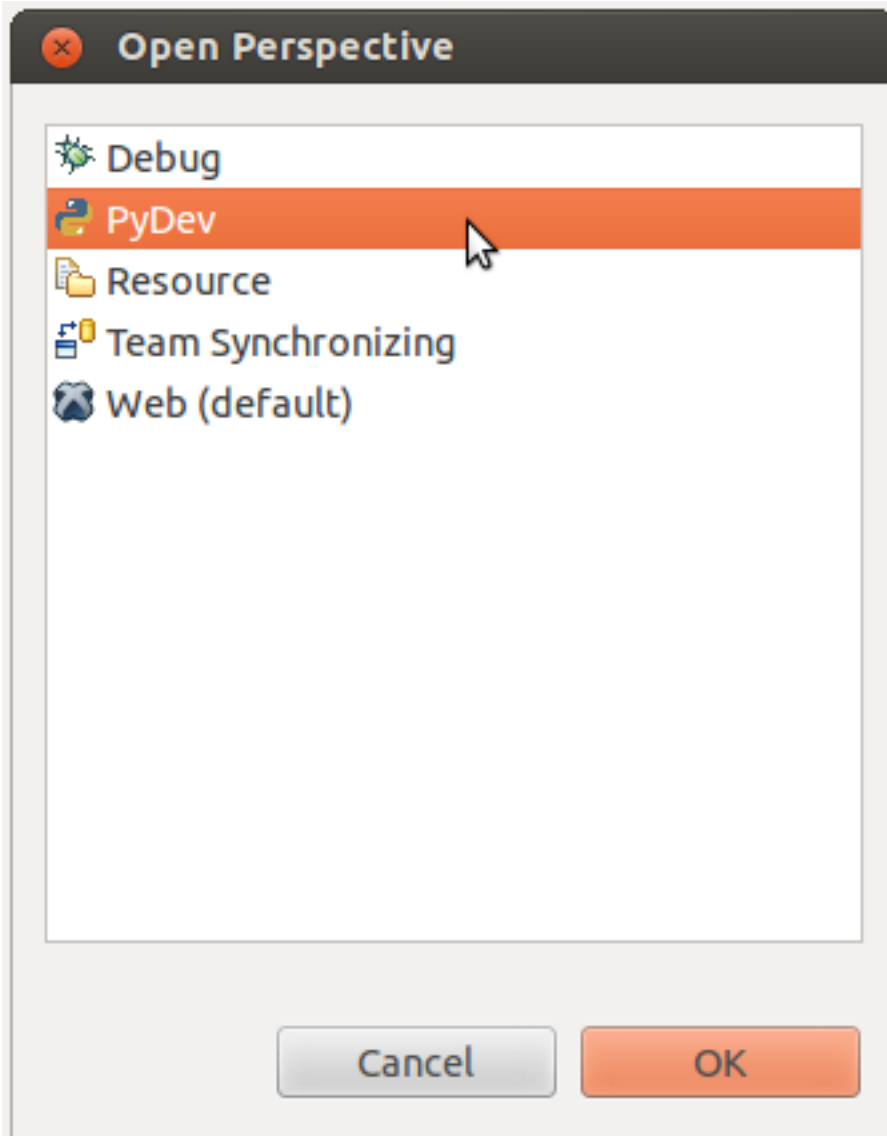 Open Perspective
Debug
PyDev
Resource
Team Synchronizing
Web (default)
Cancel OK